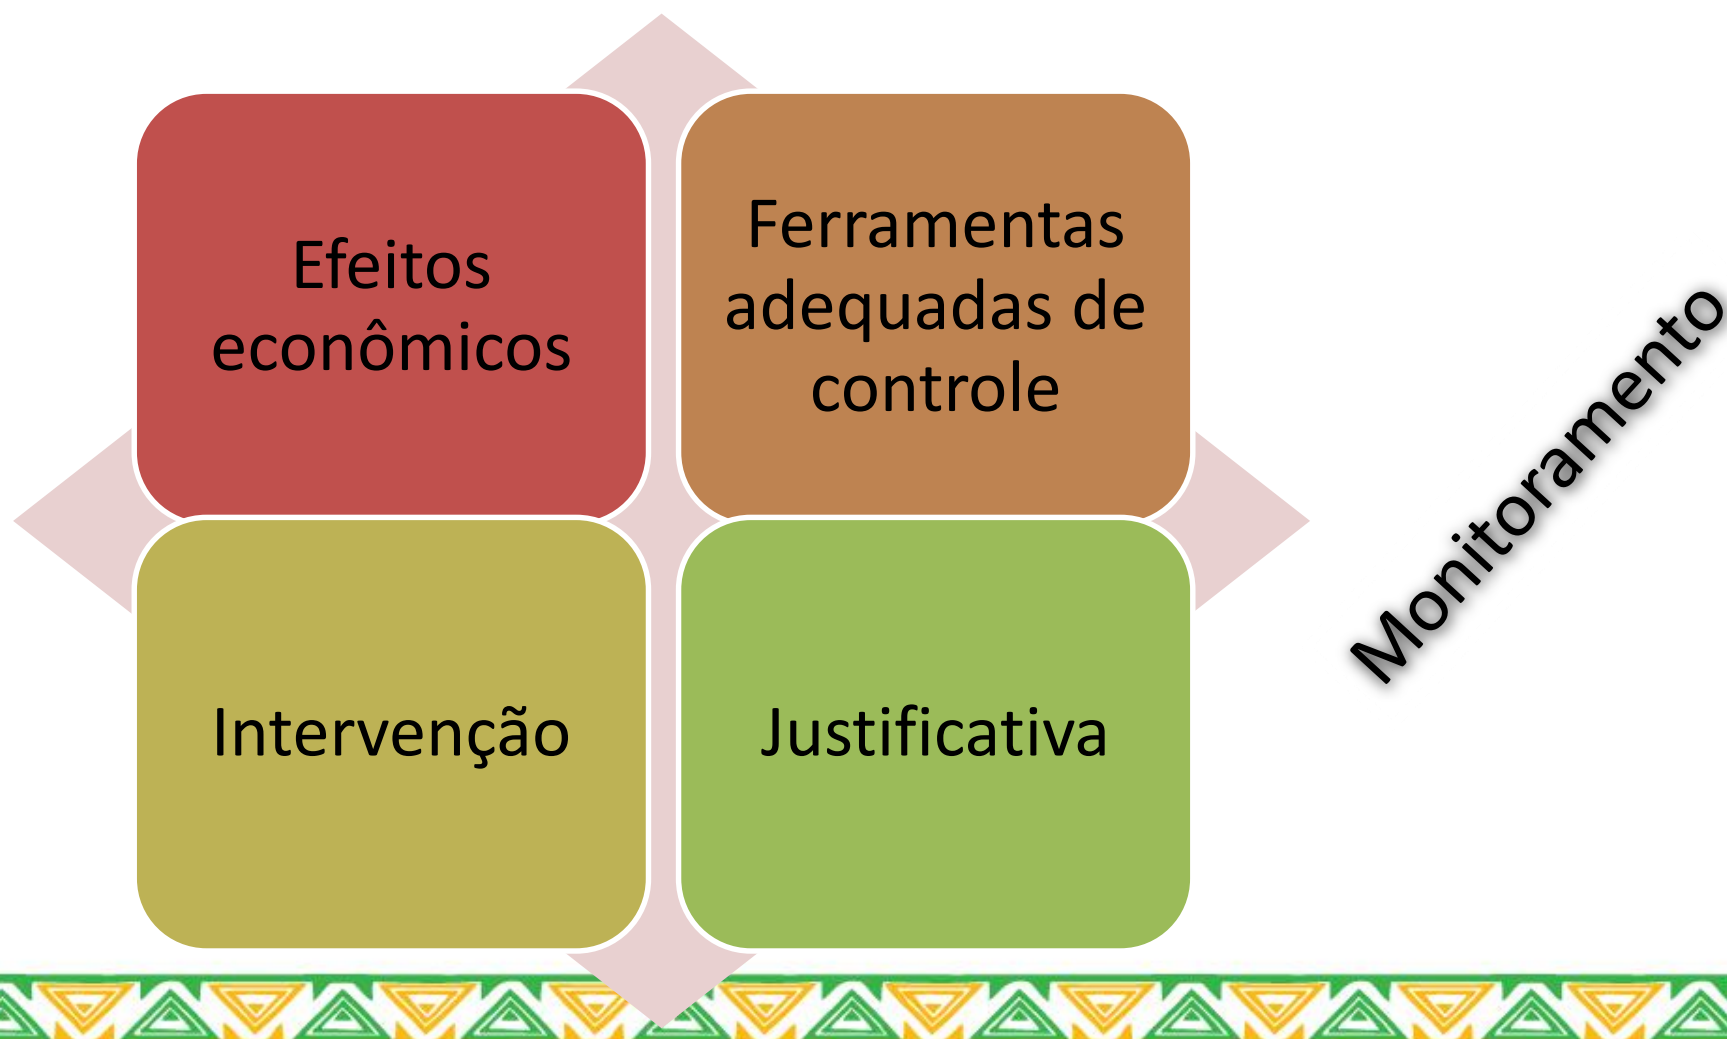 Efeitos
econômicos
Ferramentas
adequadas de
controle
Intervenção
Justificativa
Monitoramento